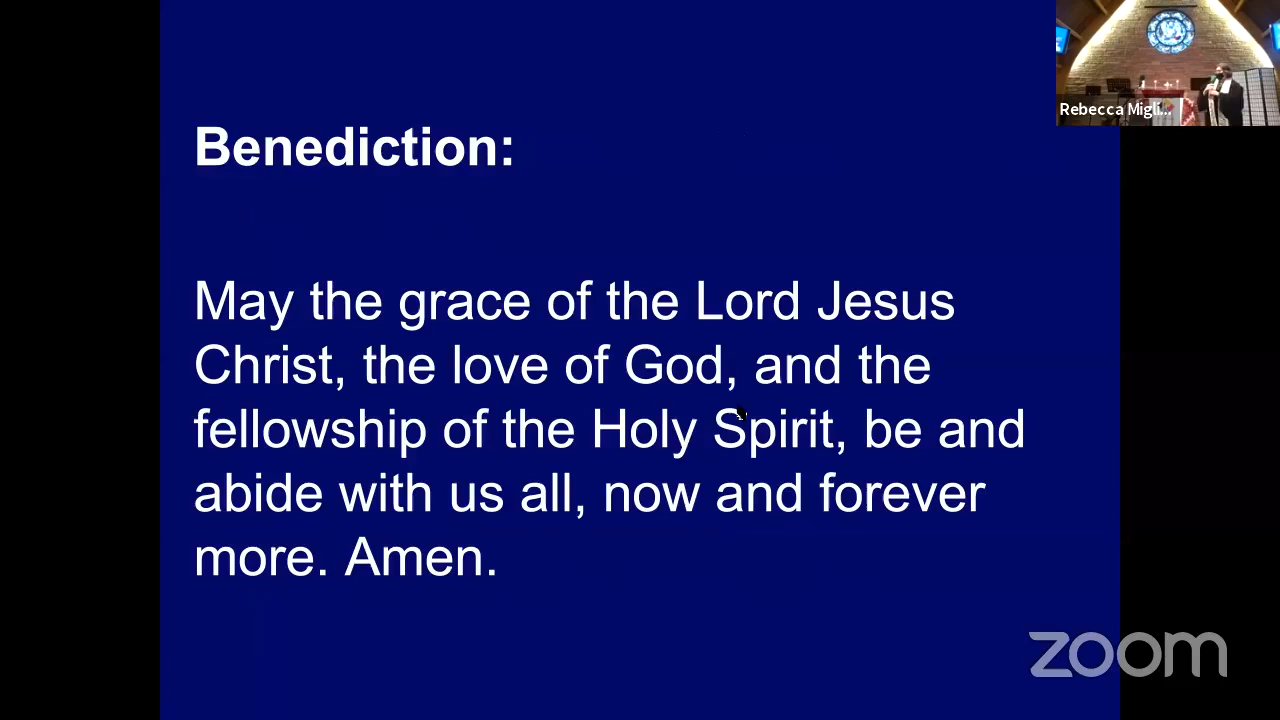 Rebecca Migli...
Benediction:
May the grace of the Lord Jesus
Christ, the love of God, and the
fellowship of the Holy Spirit, be and
abide with us all, now and forever
more. Amen.
zoom